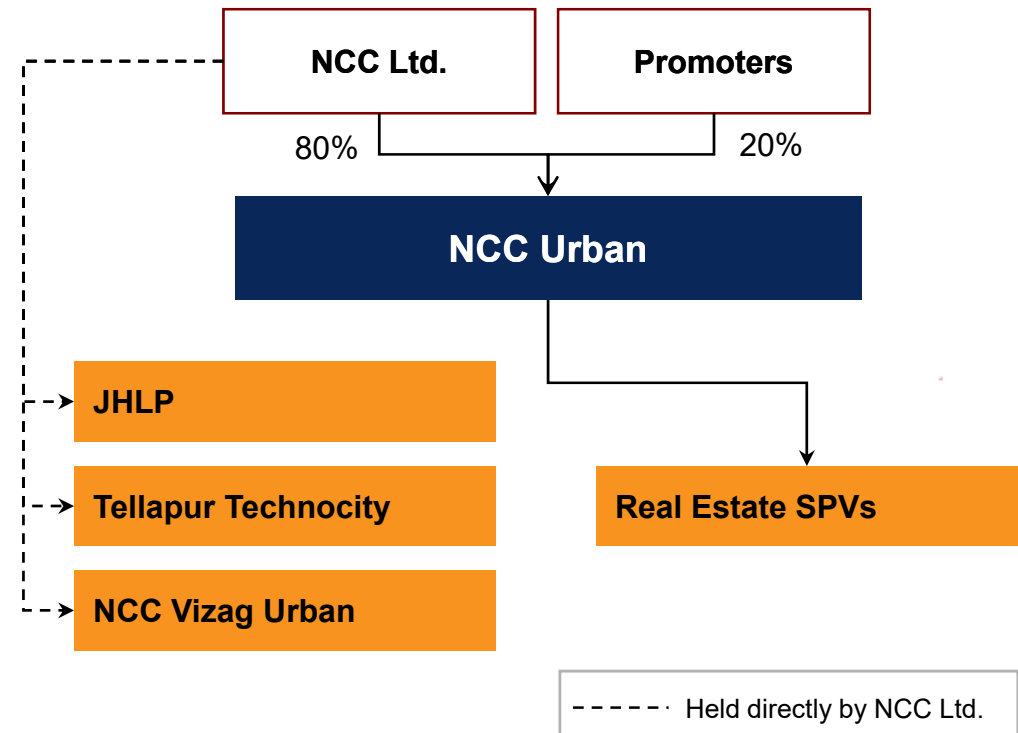 NCC Ltd.
Promoters
80%
20%
NCC Urban
JHLP
Tellapur Technocity
Real Estate SPVs
NCC Vizag Urban
Held directly by NCC Ltd.